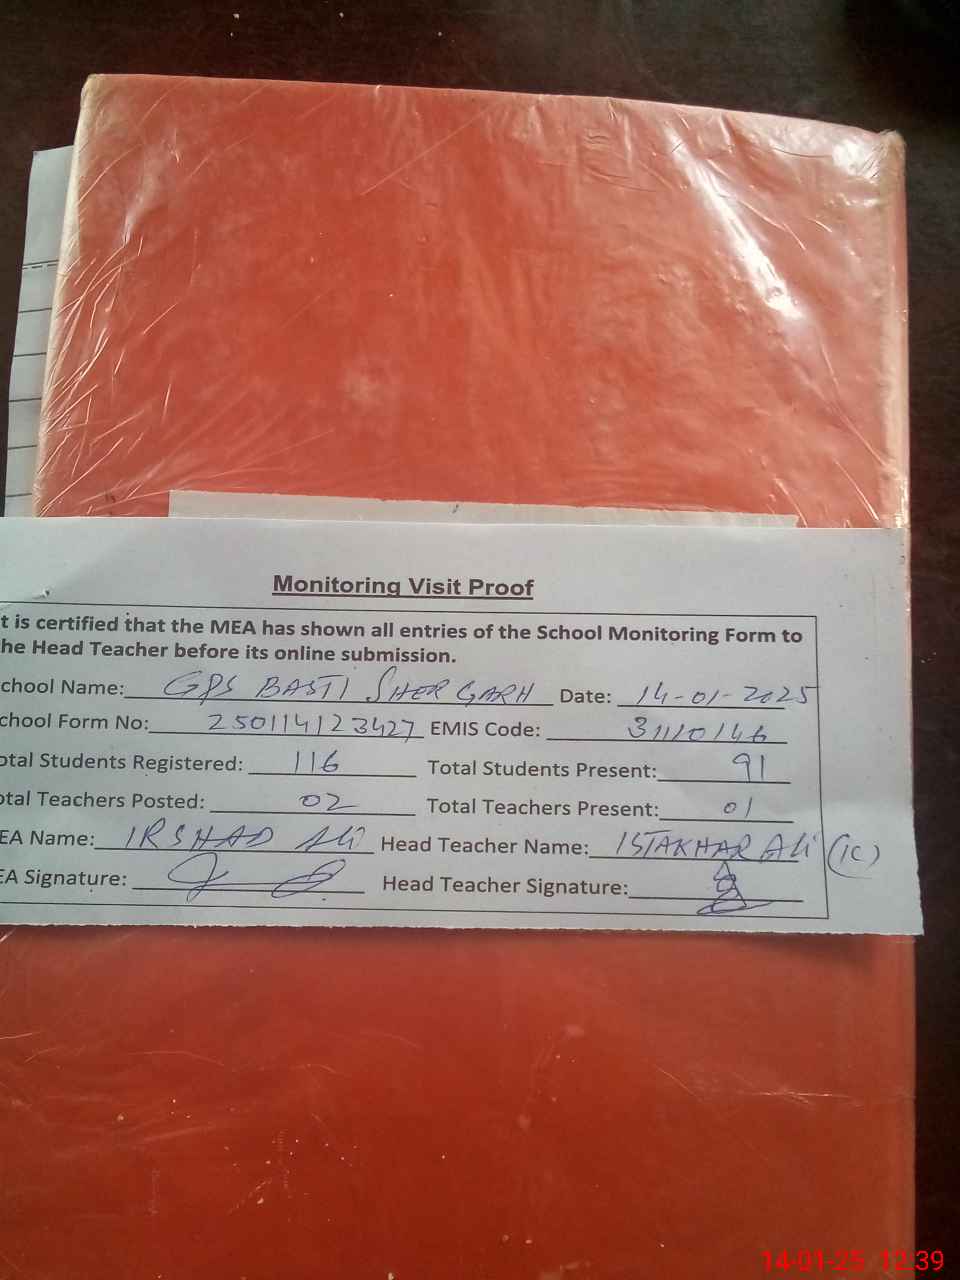 Monitoring Visit Proof
t is certified that the MEA has shown all entries of the School Monitoring Form to
he Head Teacher before its online submission.
chool Name: GPS BASTI SHER GARH Date: 14-01-2025
chool Form No: 250114123427 EMIS Code: 31110146
otal Students Registered: 116 Total Students Present: 91
otal Teachers Posted: 02 Total Teachers Present: 01
EA Name: IRSHAD Ali Head Teacher Name: ISTAKHAR Ali (IC)
EA Signature: Head Teacher Signature:
14-01-25 12:39